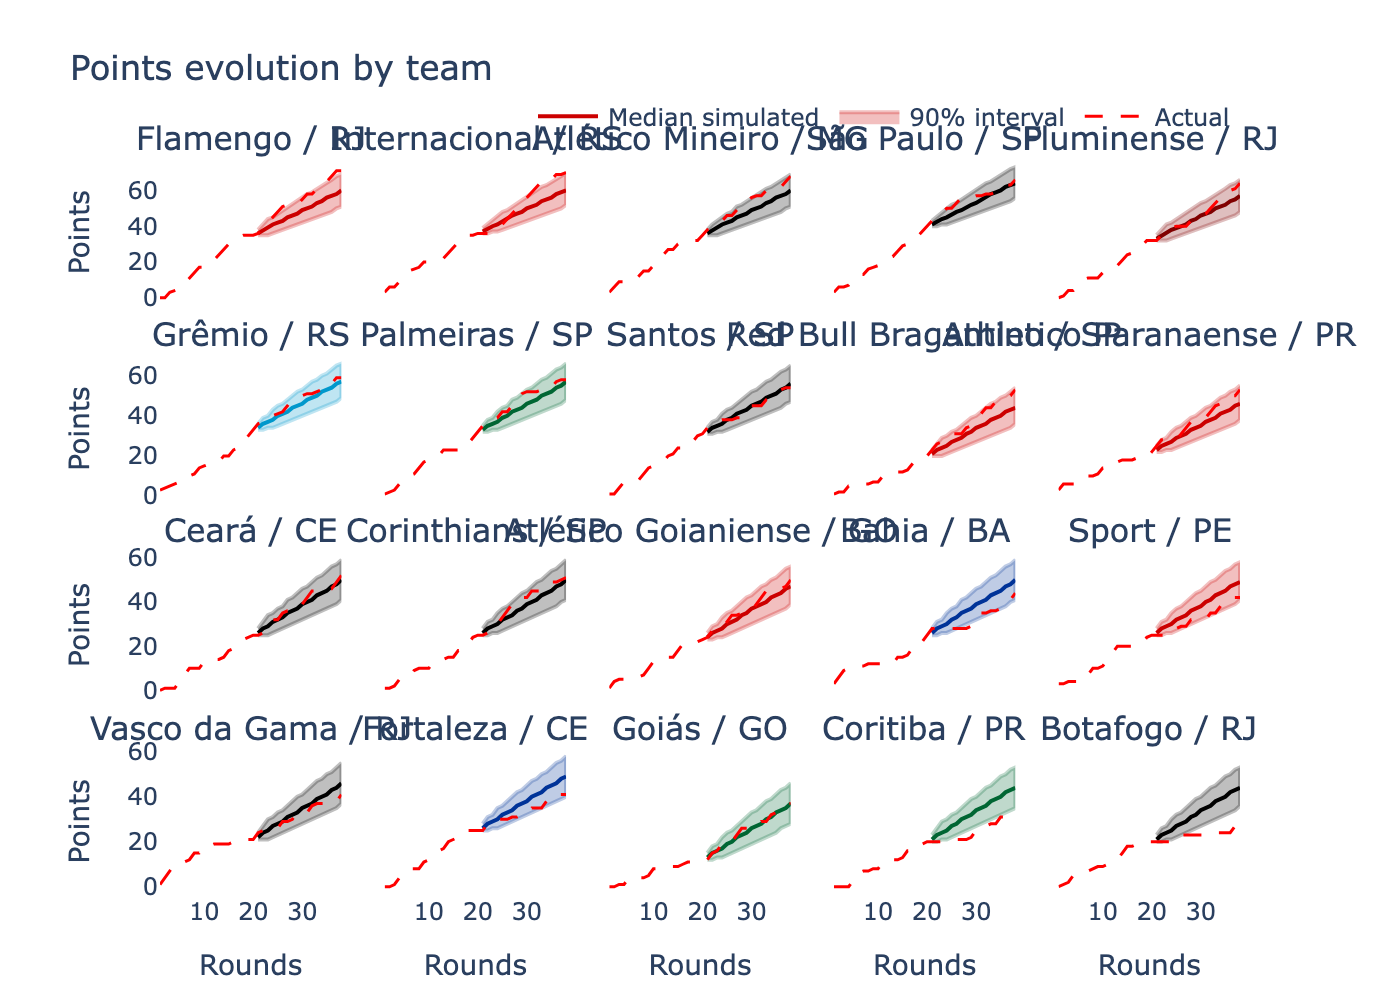 Points evolution by team
Median simulated 90% interval Actual
Flamengo / RJ Internacional / RS Atlético Mineiro / MG São Paulo / SP Fluminense / RJ
Points
60
40
20
0
Grêmio / RS Palmeiras / SP Santos / SP Red Bull Bragantino / SP Athletico Paranaense / PR
Points
60
40
20
0
Ceará / CE Corinthians / SP Atlético Goianiense / GO Bahia / BA Sport / PE
Points
60
40
20
0
Vasco da Gama / RJ Fortaleza / CE Goiás / GO Coritiba / PR Botafogo / RJ
Points
60
40
20
0
10 20 30 10 20 30 10 20 30 10 20 30 10 20 30
Rounds Rounds Rounds Rounds Rounds